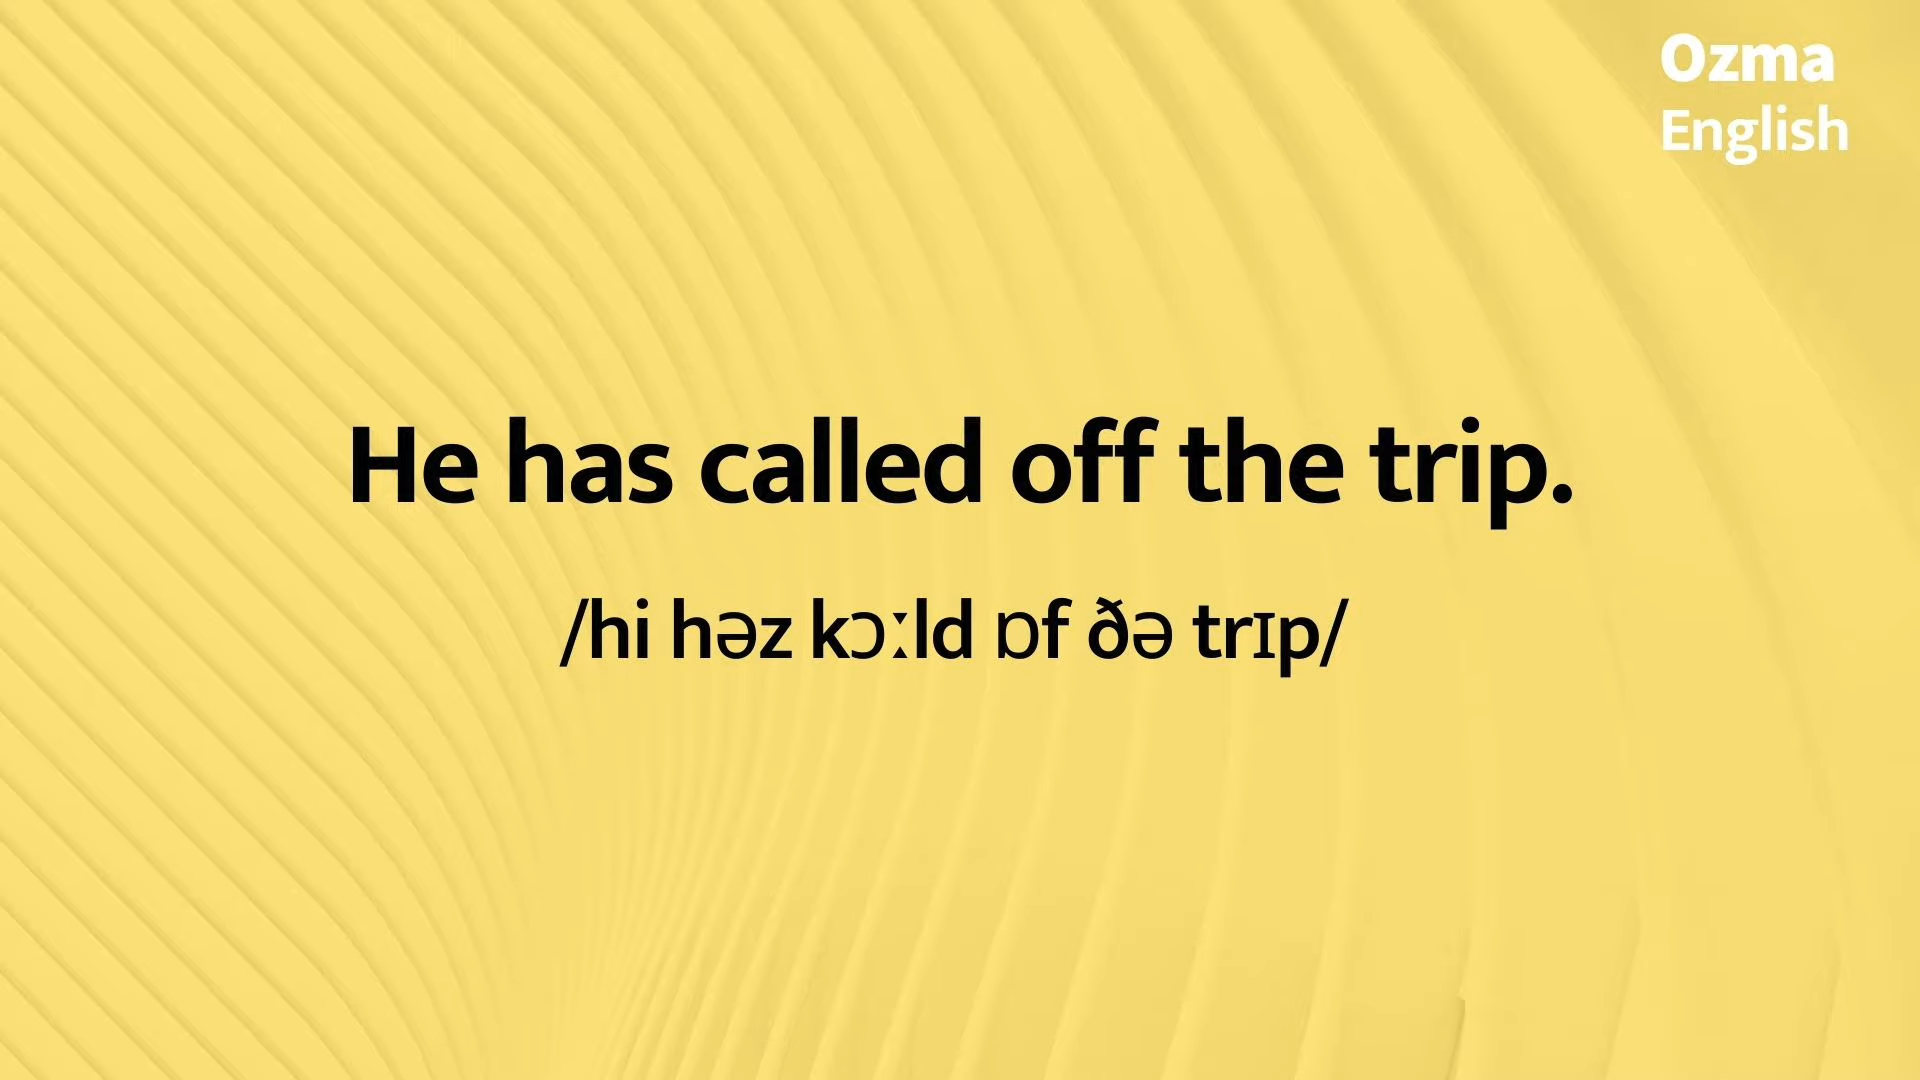 Ozma
English
He has called off the trip.
/hi həz kɔːld ɒf ðə trɪp/